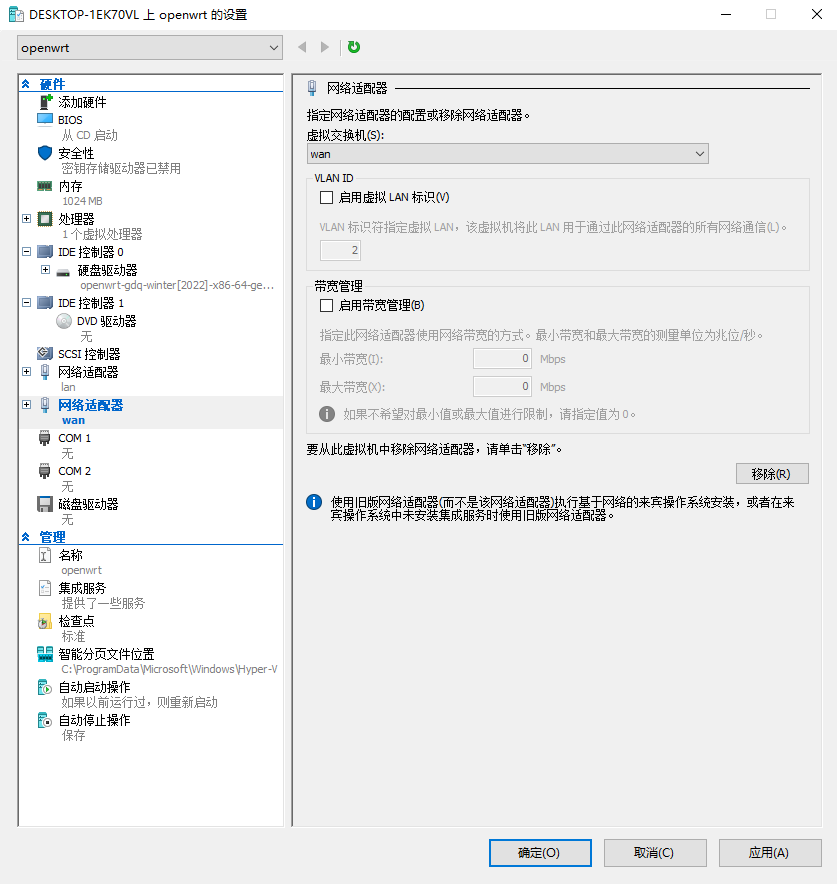 DESKTOP-1EK70VL 上 openwrt 的设置
openwrt
硬件
添加硬件
BIOS
从 CD 启动
安全性
密钥存储驱动器已禁用
内存
1024 MB
处理器
1 个虚拟处理器
IDE 控制器 0
硬盘驱动器
openwrt-gdq-winter[2022]-x86-64-ge...
IDE 控制器 1
DVD 驱动器
无
SCSI 控制器
网络适配器
lan
网络适配器
wan
COM 1
无
COM 2
无
磁盘驱动器
无
管理
名称
openwrt
集成服务
提供了一些服务
检查点
标准
智能分页文件位置
C:\ProgramData\Microsoft\Windows\Hyper-V
自动启动操作
如果以前运行过，则重新启动
自动停止操作
保存
网络适配器
指定网络适配器的配置或移除网络适配器。
虚拟交换机(S):
wan
VLAN ID
启用虚拟 LAN 标识(V)
VLAN 标识符指定虚拟 LAN，该虚拟机将此 LAN 用于通过此网络适配器的所有网络通信(L)。
2
带宽管理
启用带宽管理(B)
指定此网络适配器使用网络带宽的方式。最小带宽和最大带宽的测量单位为兆位/秒。
最小带宽(I): 0 Mbps
最大带宽(X): 0 Mbps
如果不希望对最小值或最大值进行限制，请指定值为 0。
要从此虚拟机中移除网络适配器，请单击“移除”。
移除(R)
使用旧版网络适配器(而不是该网络适配器)执行基于网络的来宾操作系统安装，或者在来
宾操作系统中未安装集成服务时使用旧版网络适配器。
确定(O) 取消(C) 应用(A)